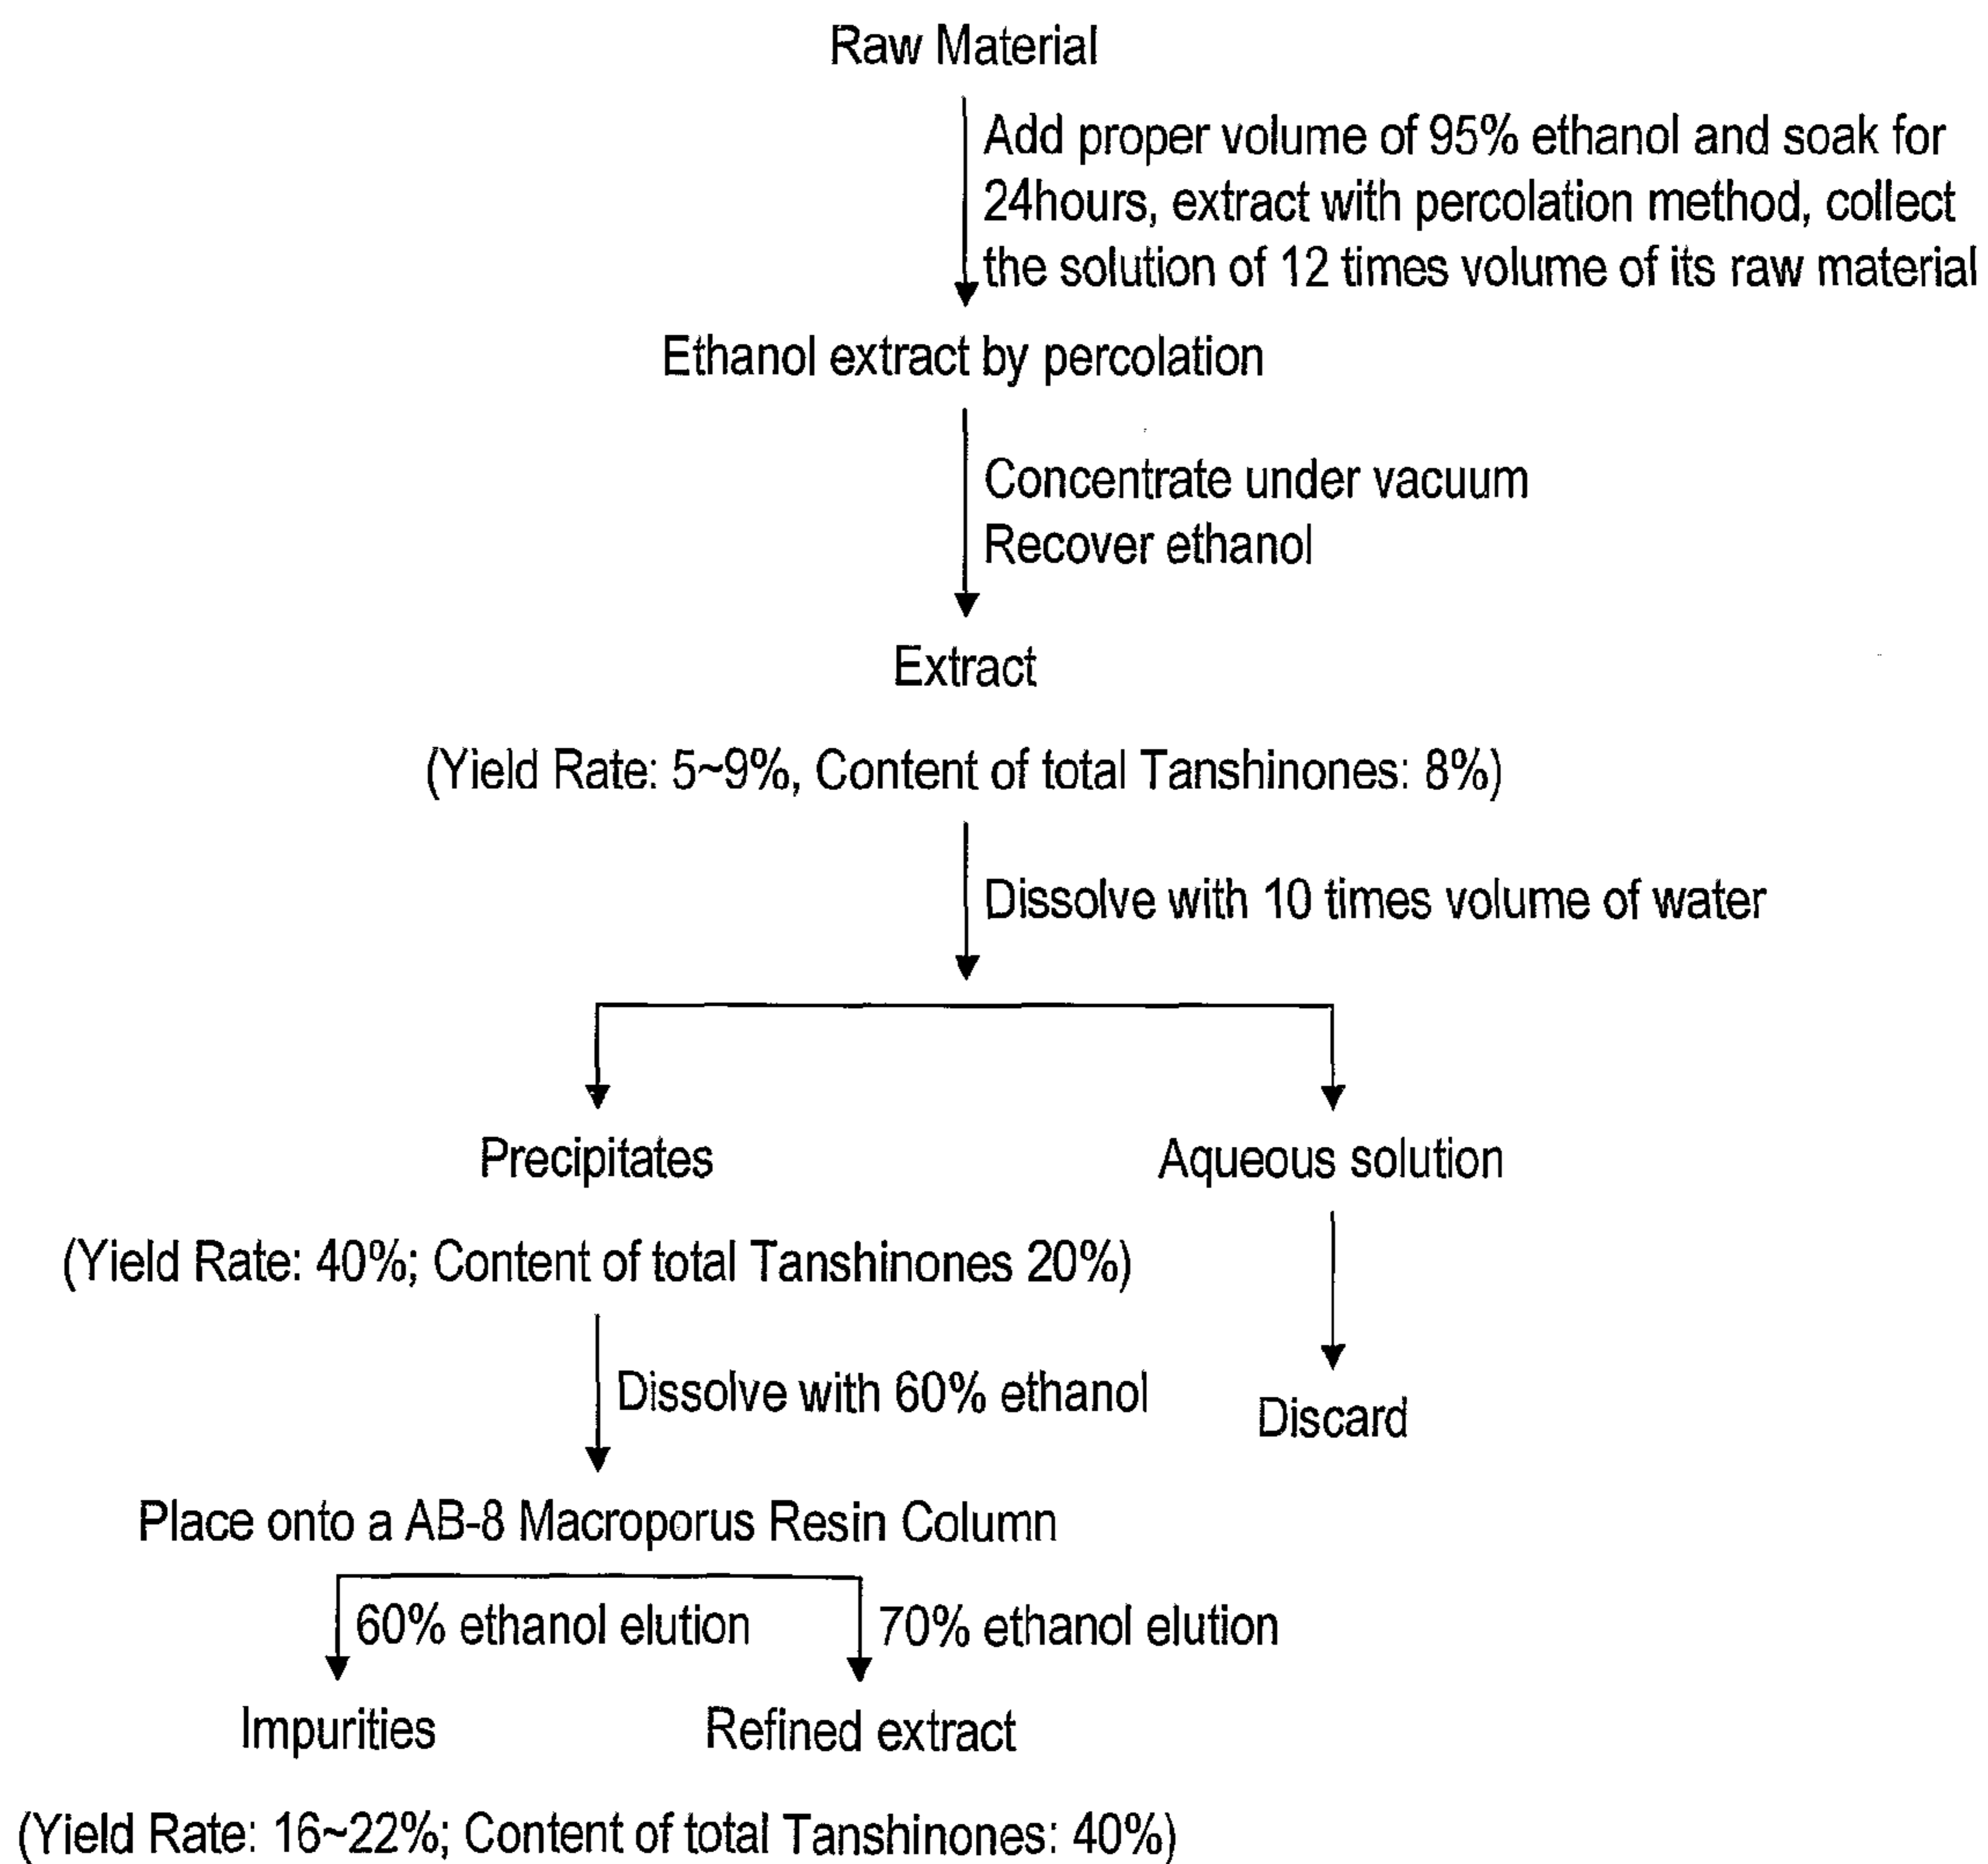 Raw Material
Add proper volume of 95% ethanol and soak for
24hours, extract with percolation method, collect
the solution of 12 times volume of its raw material
Ethanol extract by percolation
Concentrate under vacuum
Recover ethanol
Extract
(Yield Rate: 5~9%, Content of total Tanshinones: 8%)
Dissolve with 10 times volume of water
Precipitates
Aqueous solution
(Yield Rate: 40%; Content of total Tanshinones 20%)
Dissolve with 60% ethanol
Discard
Place onto a AB-8 Macroporus Resin Column
60% ethanol elution
70% ethanol elution
Impurities
Refined extract
(Yield Rate: 16~22%; Content of total Tanshinones: 40%)